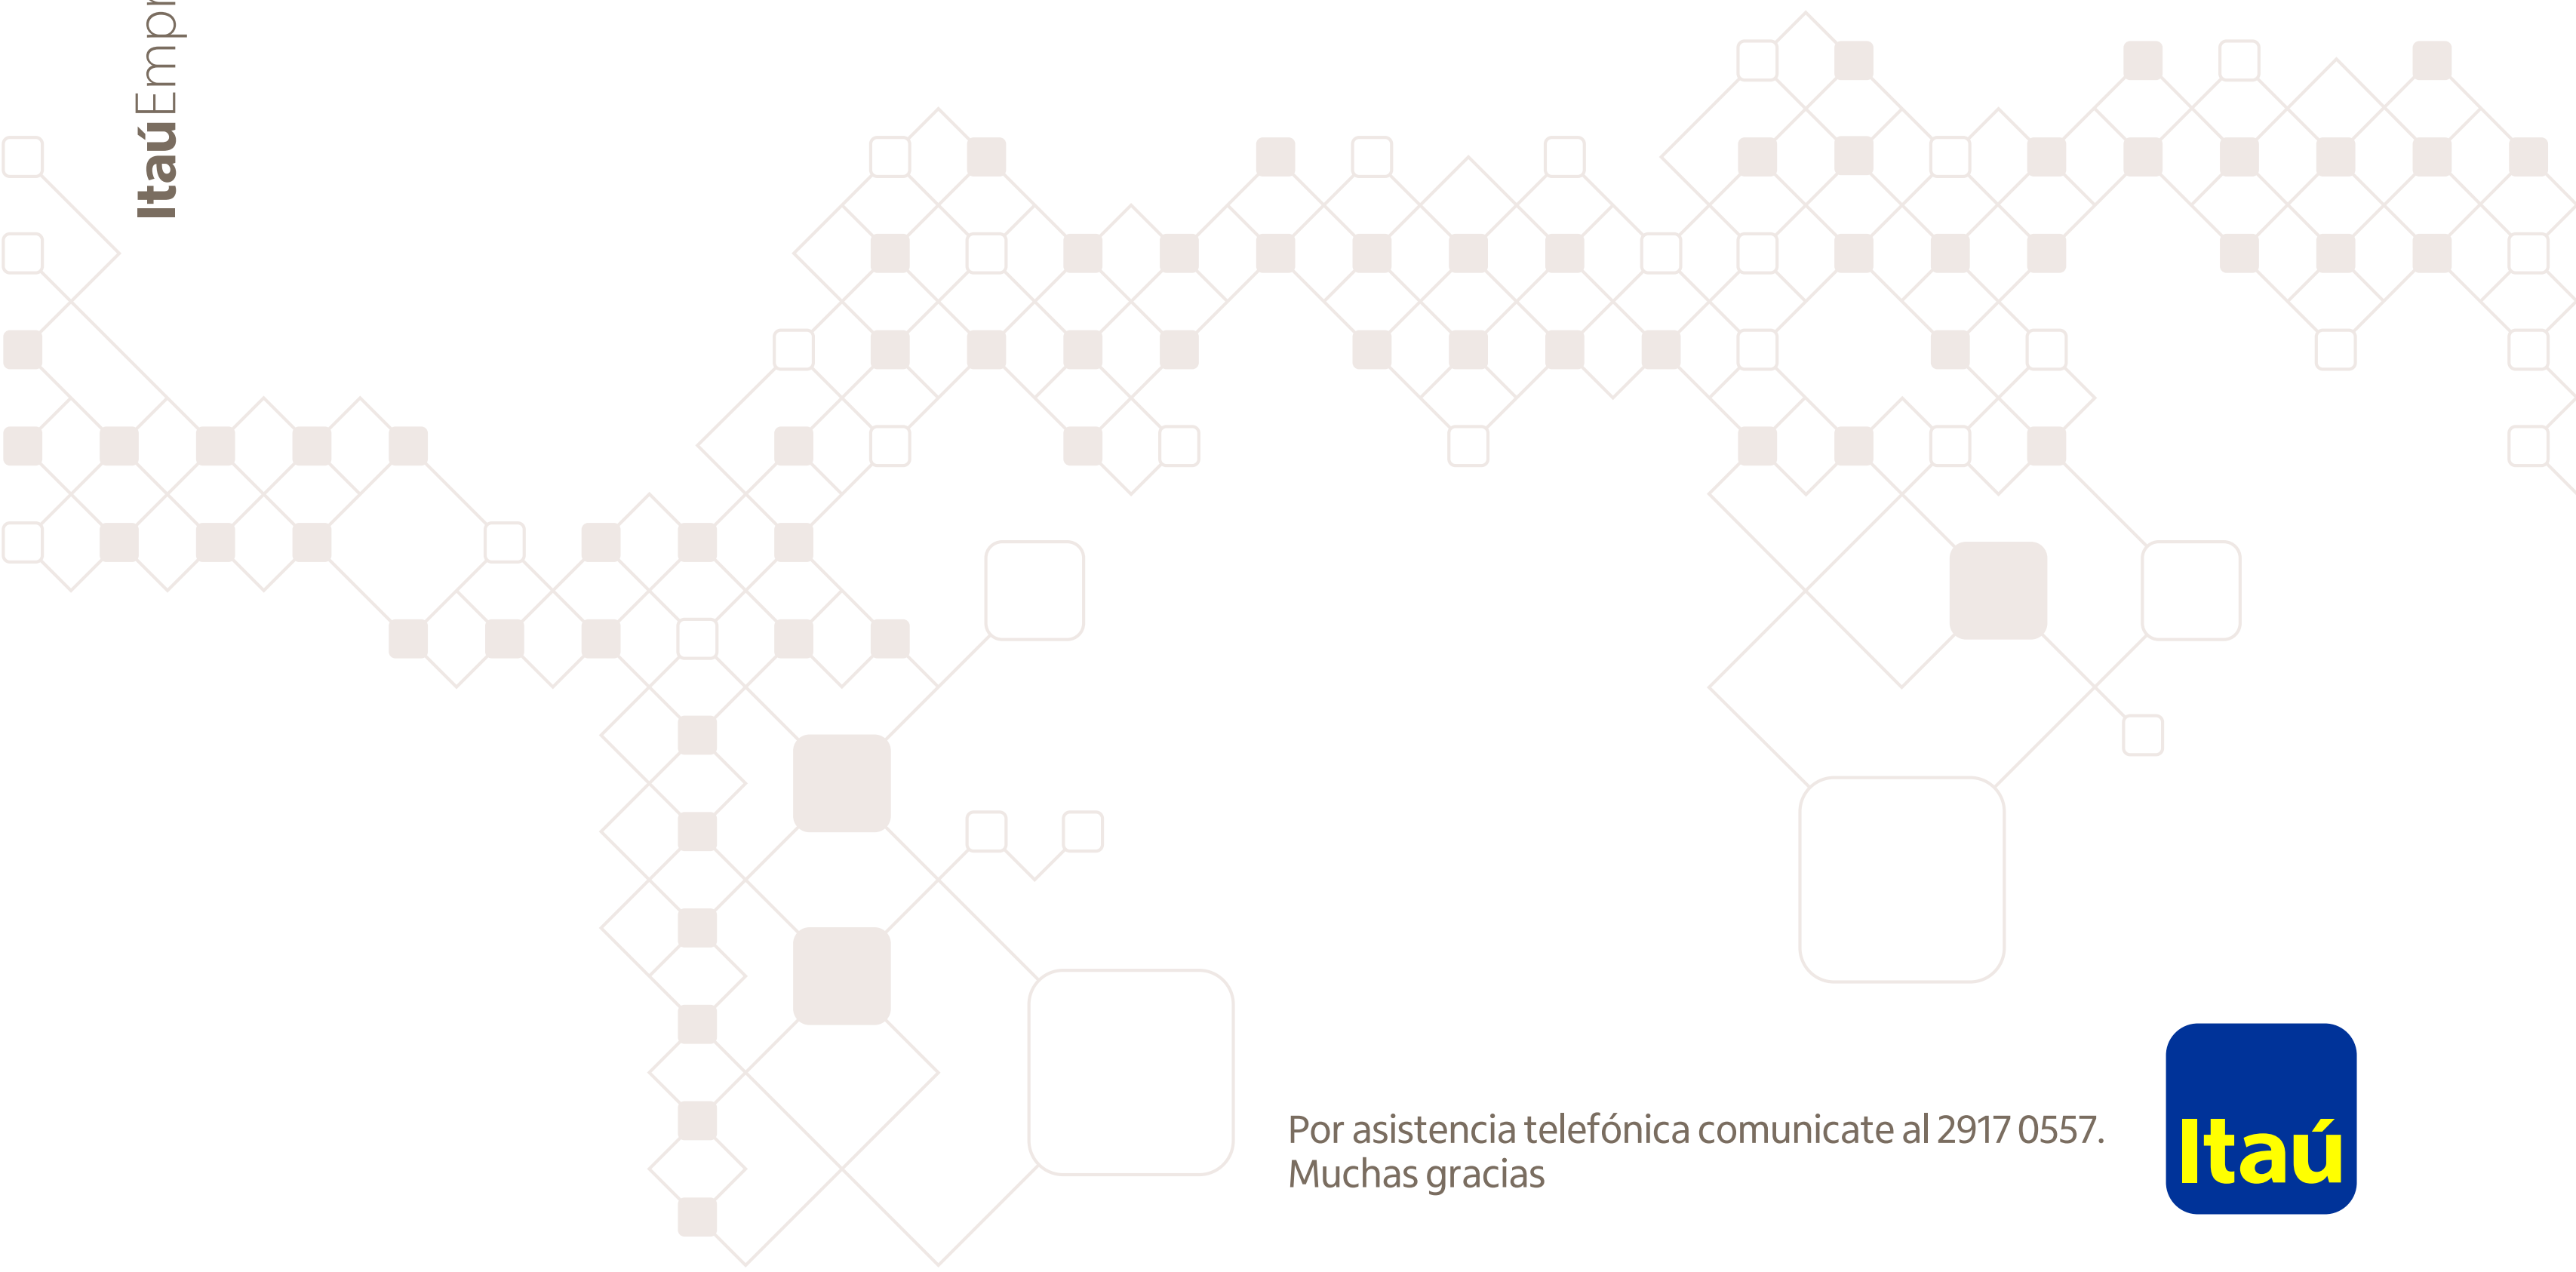 ItaúEmpr
Por asistencia telefónica comunicate al 2917 0557.
Muchas gracias
Itaú